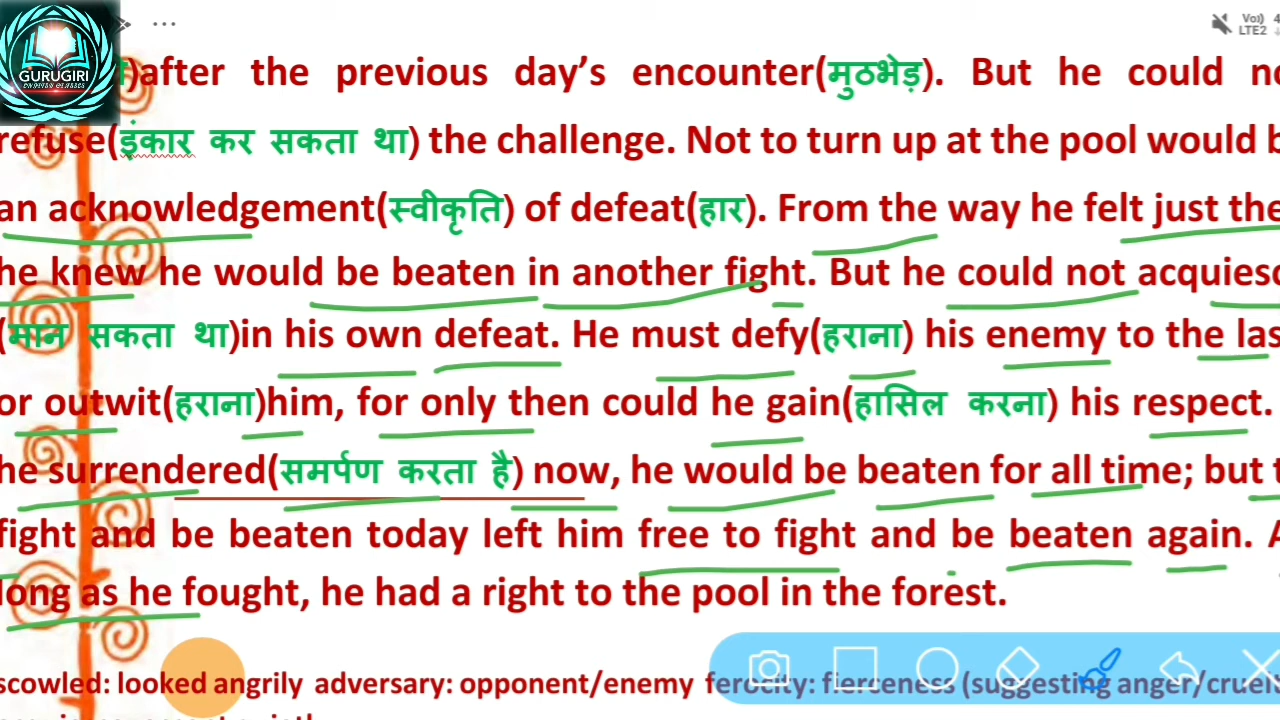 Vo))
LTE2
GURUGIRI
)after the previous day's encounter(मुठभेड़). But he could
refuse(इंकार कर सकता था) the challenge. Not to turn up at the pool would
an acknowledgement(स्वीकृति) of defeat(हार). From the way he felt just
he knew he would be beaten in another fight. But he could not
(मान सकता था)in his own defeat. He must defy(हराना) his enemy to the
or outwit(हराना)him, for only then could he gain(हासिल करना) his respect.
he surrendered(समर्पण करता है) now, he would be beaten for all time; but
fight and be beaten today left him free to fight and be beaten again.
long as he fought, he had a right to the pool in the forest.
scowled: looked angrily adversary: opponent/enemy ferocity: fierceness (suggesting